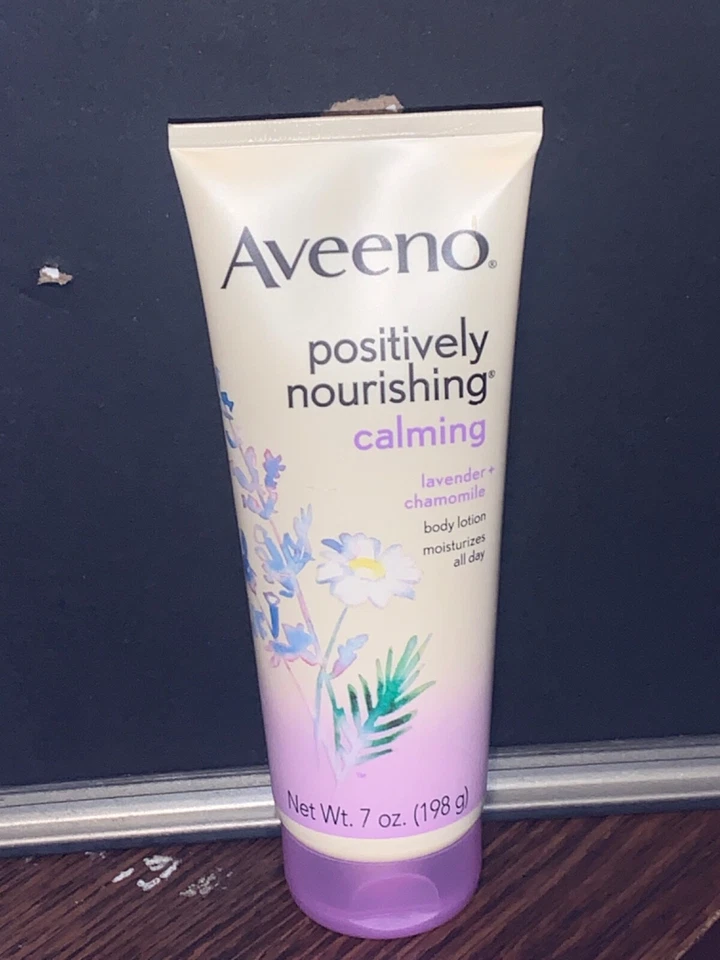 Aveeno®
positively
nourishing®
calming
lavender+
chamomile
body lotion
moisturizes
all day
Net Wt. 7 oz. (198 g)